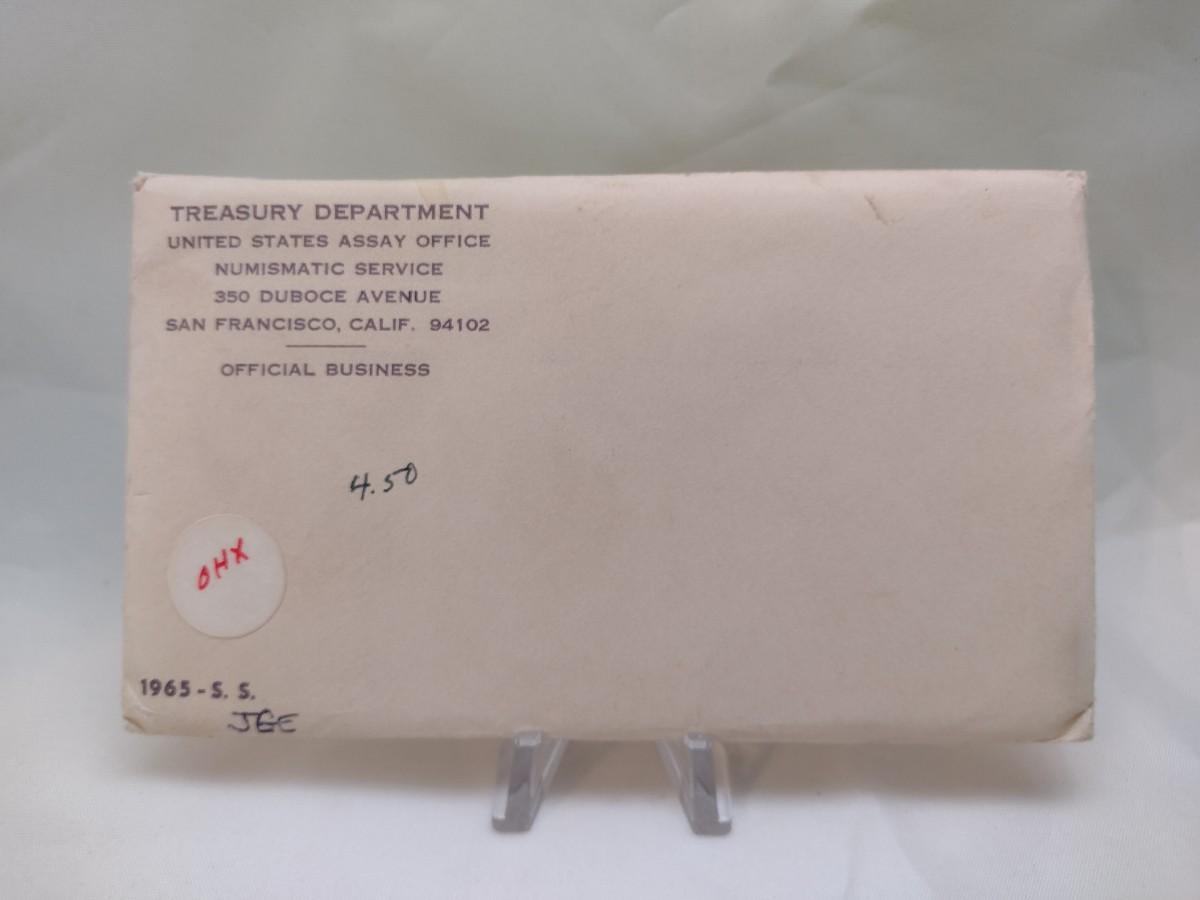 TREASURY DEPARTMENT
UNITED STATES ASSAY OFFICE
NUMISMATIC SERVICE
350 DUBOCE AVENUE
SAN FRANCISCO, CALIF. 94102
OFFICIAL BUSINESS
4.50
OHX
1965-S. S.
JGE